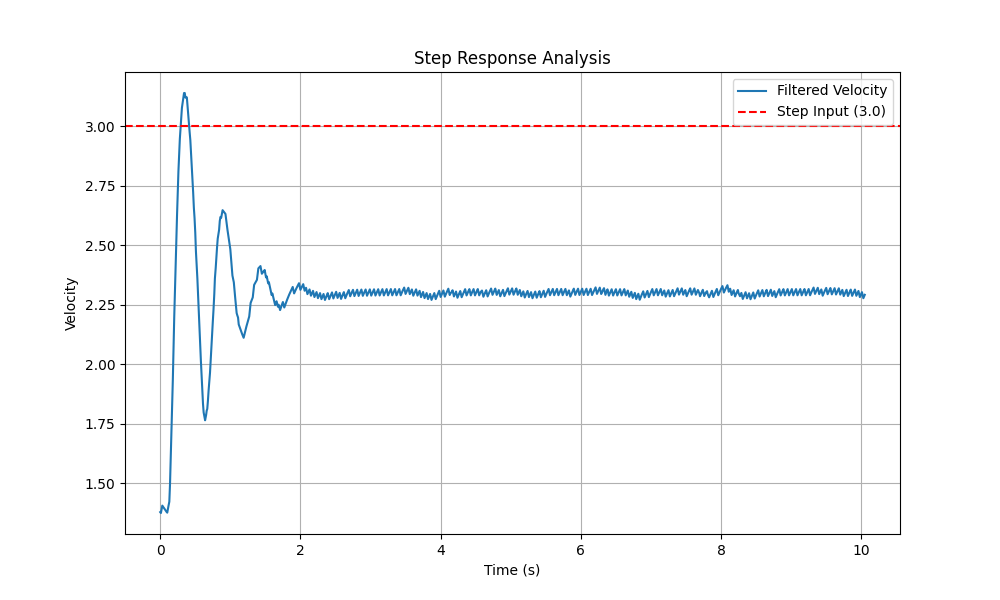 Step Response Analysis
Filtered Velocity
Step Input (3.0)
3.00
2.75
2.50
2.25
2.00
1.75
1.50
Velocity
0 2 4 6 8 10
Time (s)